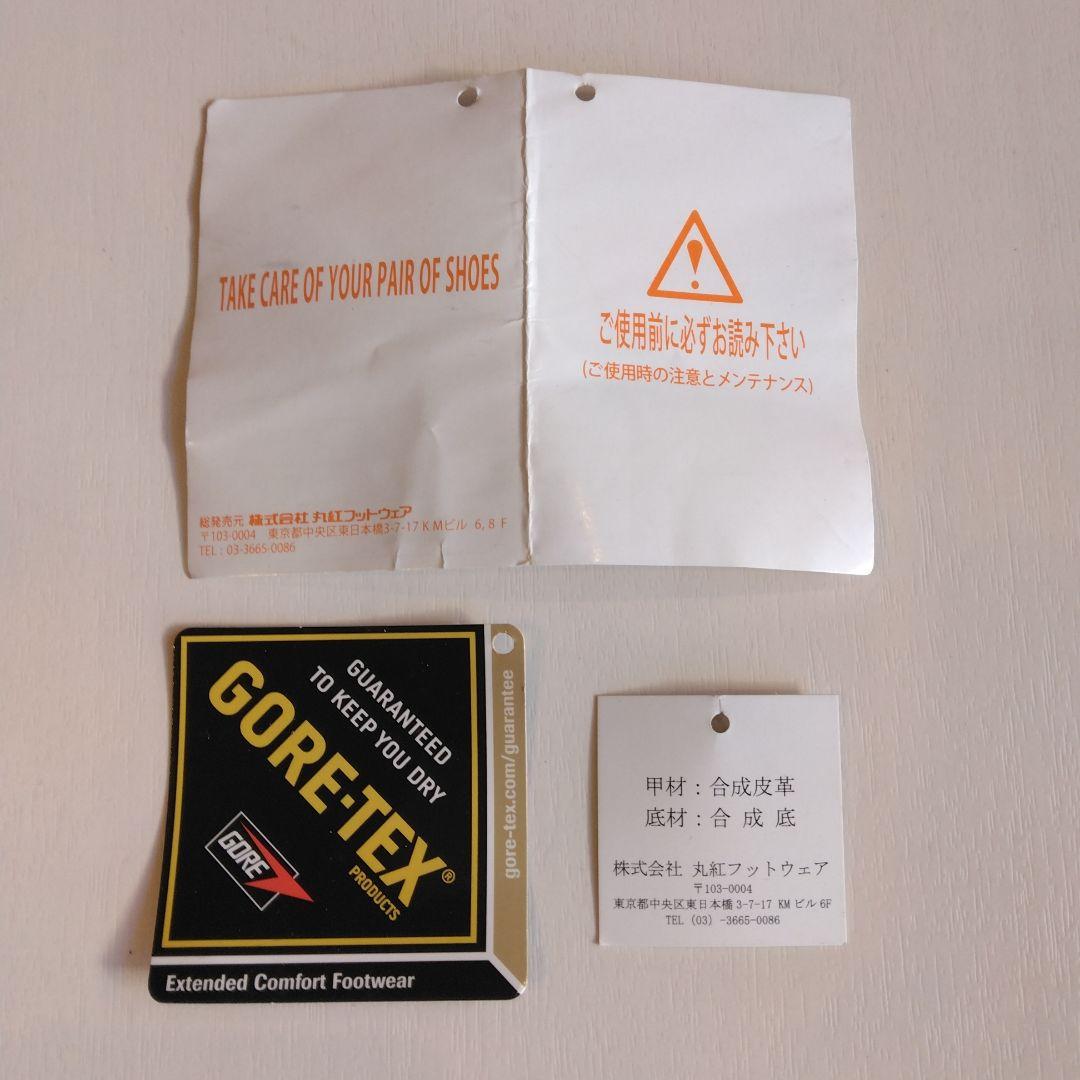 TAKE CARE OF YOUR PAIR OF SHOES
総発売元 株式会社 丸紅フットウェア
〒103-0004 東京都中央区東日本橋3-7-17 KMビル 6, 8 F
TEL : 03-3665-0086
!
ご使用前に必ずお読み下さい
(ご使用時の注意とメンテナンス)
GUARANTEED
TO KEEP YOU DRY
GORE-TEX®
PRODUCTS
GORE
gore-tex.com/guarantee
Extended Comfort Footwear
甲材：合成皮革
底材：合 成 底
株式会社 丸紅フットウェア
〒103-0004
東京都中央区東日本橋 3-7-17 KM ビル 6F
TEL (03) -3665-0086